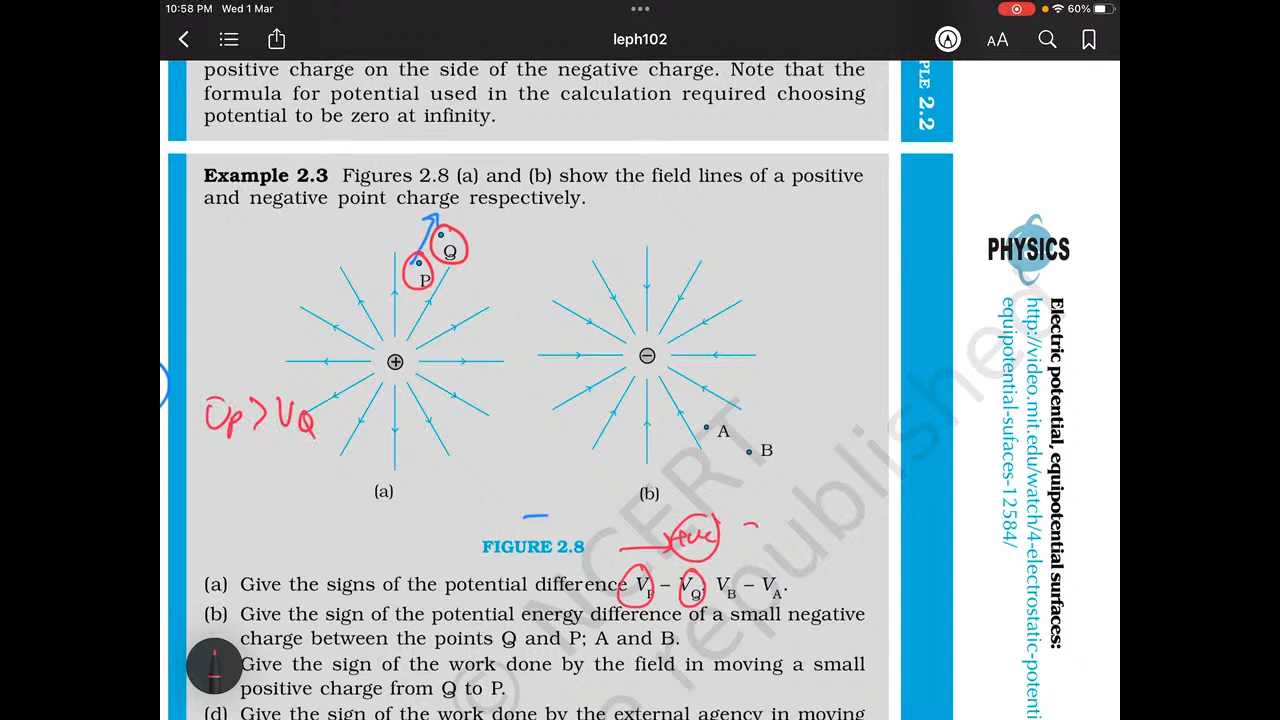 10:58 PM Wed 1 Mar
60%
leph102
AA
positive charge on the side of the negative charge. Note that the
formula for potential used in the calculation required choosing
potential to be zero at infinity.
PLE 2.2
Example 2.3 Figures 2.8 (a) and (b) show the field lines of a positive
and negative point charge respectively.
Q
P
+
−
A
B
Vp > VQ
(a)
(b)
FIGURE 2.8
+ve
(a) Give the signs of the potential difference VP – VQ; VB – VA.
(b) Give the sign of the potential energy difference of a small negative
charge between the points Q and P; A and B.
Give the sign of the work done by the field in moving a small
positive charge from Q to P.
(d) Give the sign of the work done by the external agency in moving
© NCERT
republished
PHYSICS
Electric potential, equipotential surfaces:
http://video.mit.edu/watch/4-electrostatic-potenti
equipotential-sufaces-12584/